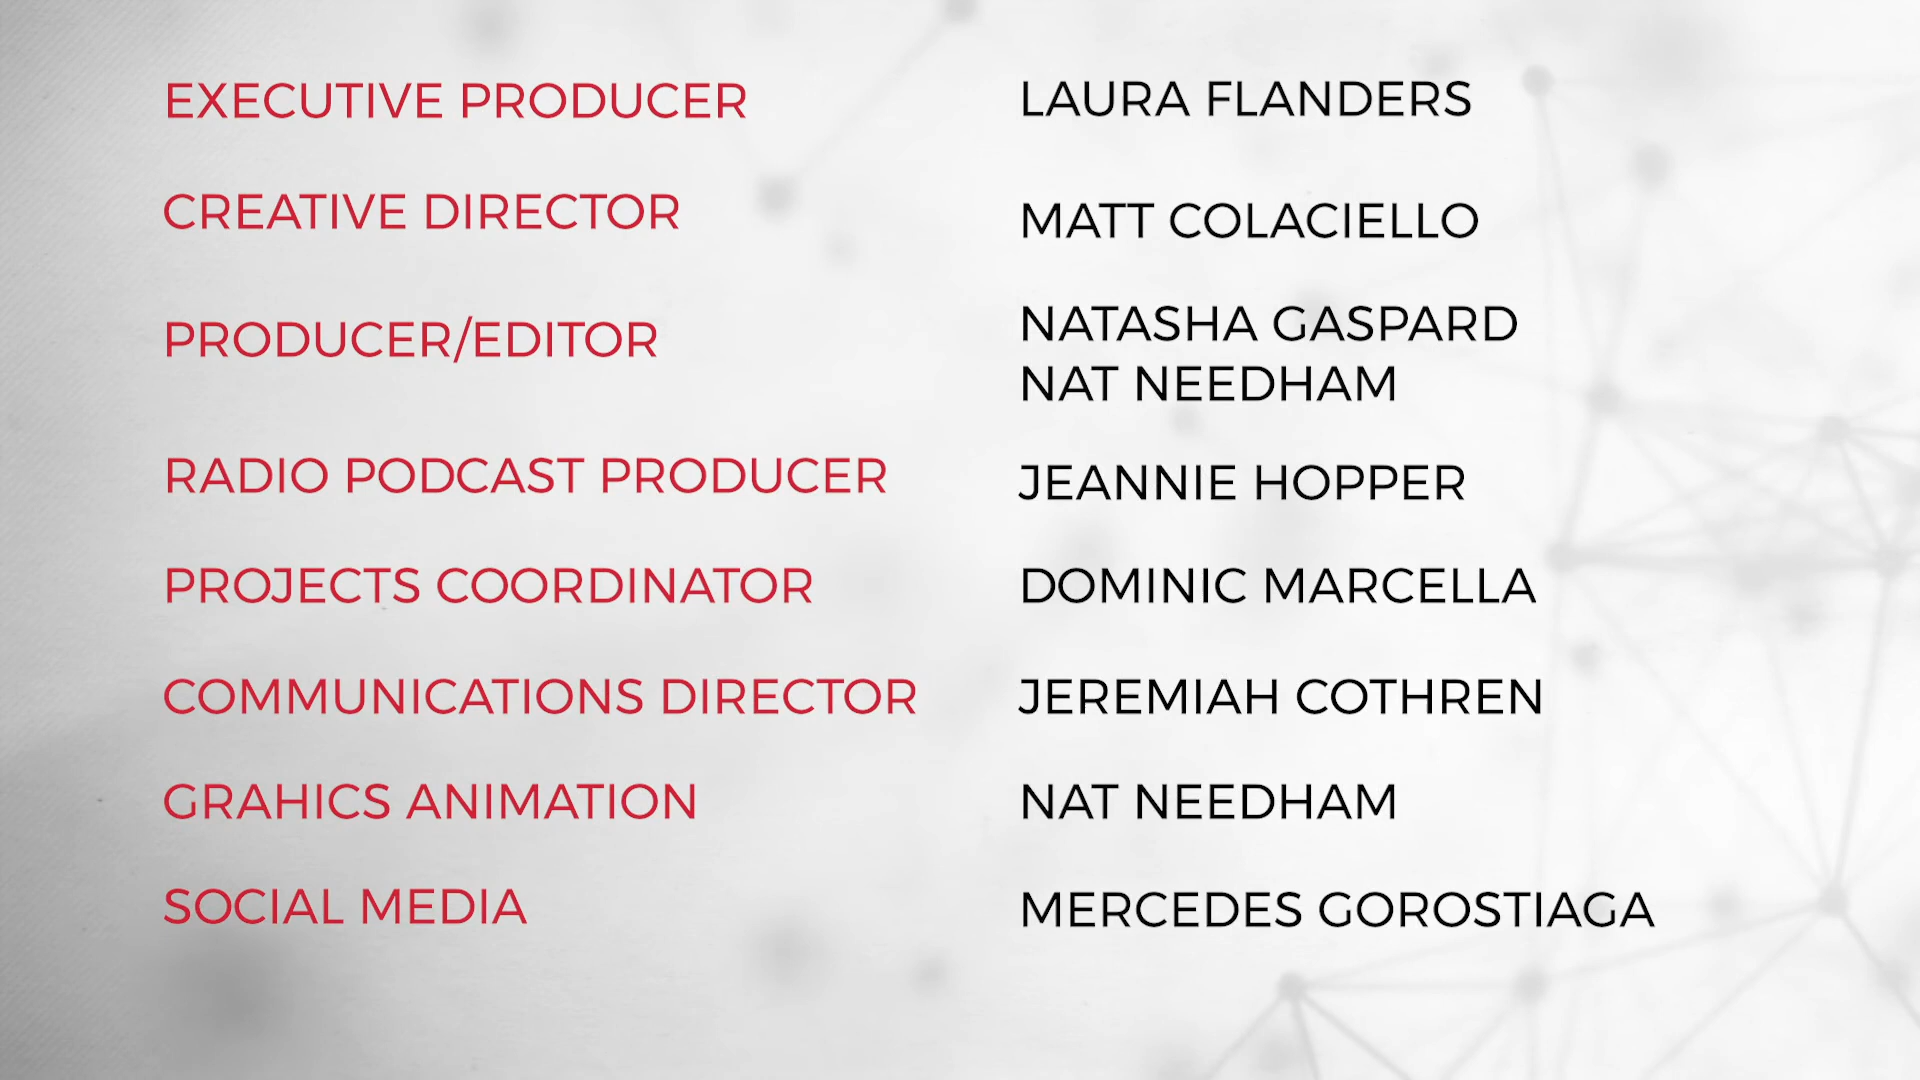 EXECUTIVE PRODUCER LAURA FLANDERS
CREATIVE DIRECTOR MATT COLACIELLO
PRODUCER/EDITOR NATASHA GASPARD
NAT NEEDHAM
RADIO PODCAST PRODUCER JEANNIE HOPPER
PROJECTS COORDINATOR DOMINIC MARCELLA
COMMUNICATIONS DIRECTOR JEREMIAH COTHREN
GRAHICS ANIMATION NAT NEEDHAM
SOCIAL MEDIA MERCEDES GOROSTIAGA